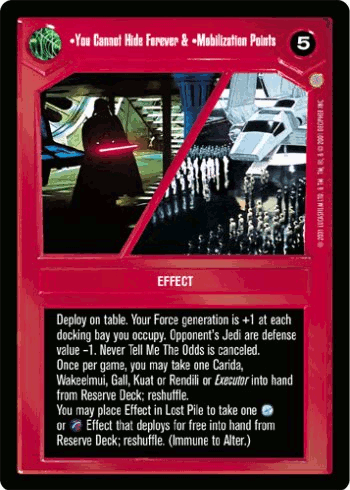 •You Cannot Hide Forever & •Mobilization Points
5
© 2001 DECIPHER INC.
EFFECT
Deploy on table. Your Force generation is +1 at each
docking bay you occupy. Opponent's Jedi are defense
value –1. Never Tell Me The Odds is canceled.
Once per game, you may take one Carida,
Wakeelmui, Gall, Kuat or Rendili or Executor into hand
from Reserve Deck; reshuffle.
You may place Effect in Lost Pile to take one
or Effect that deploys for free into hand from
Reserve Deck; reshuffle. (Immune to Alter.)